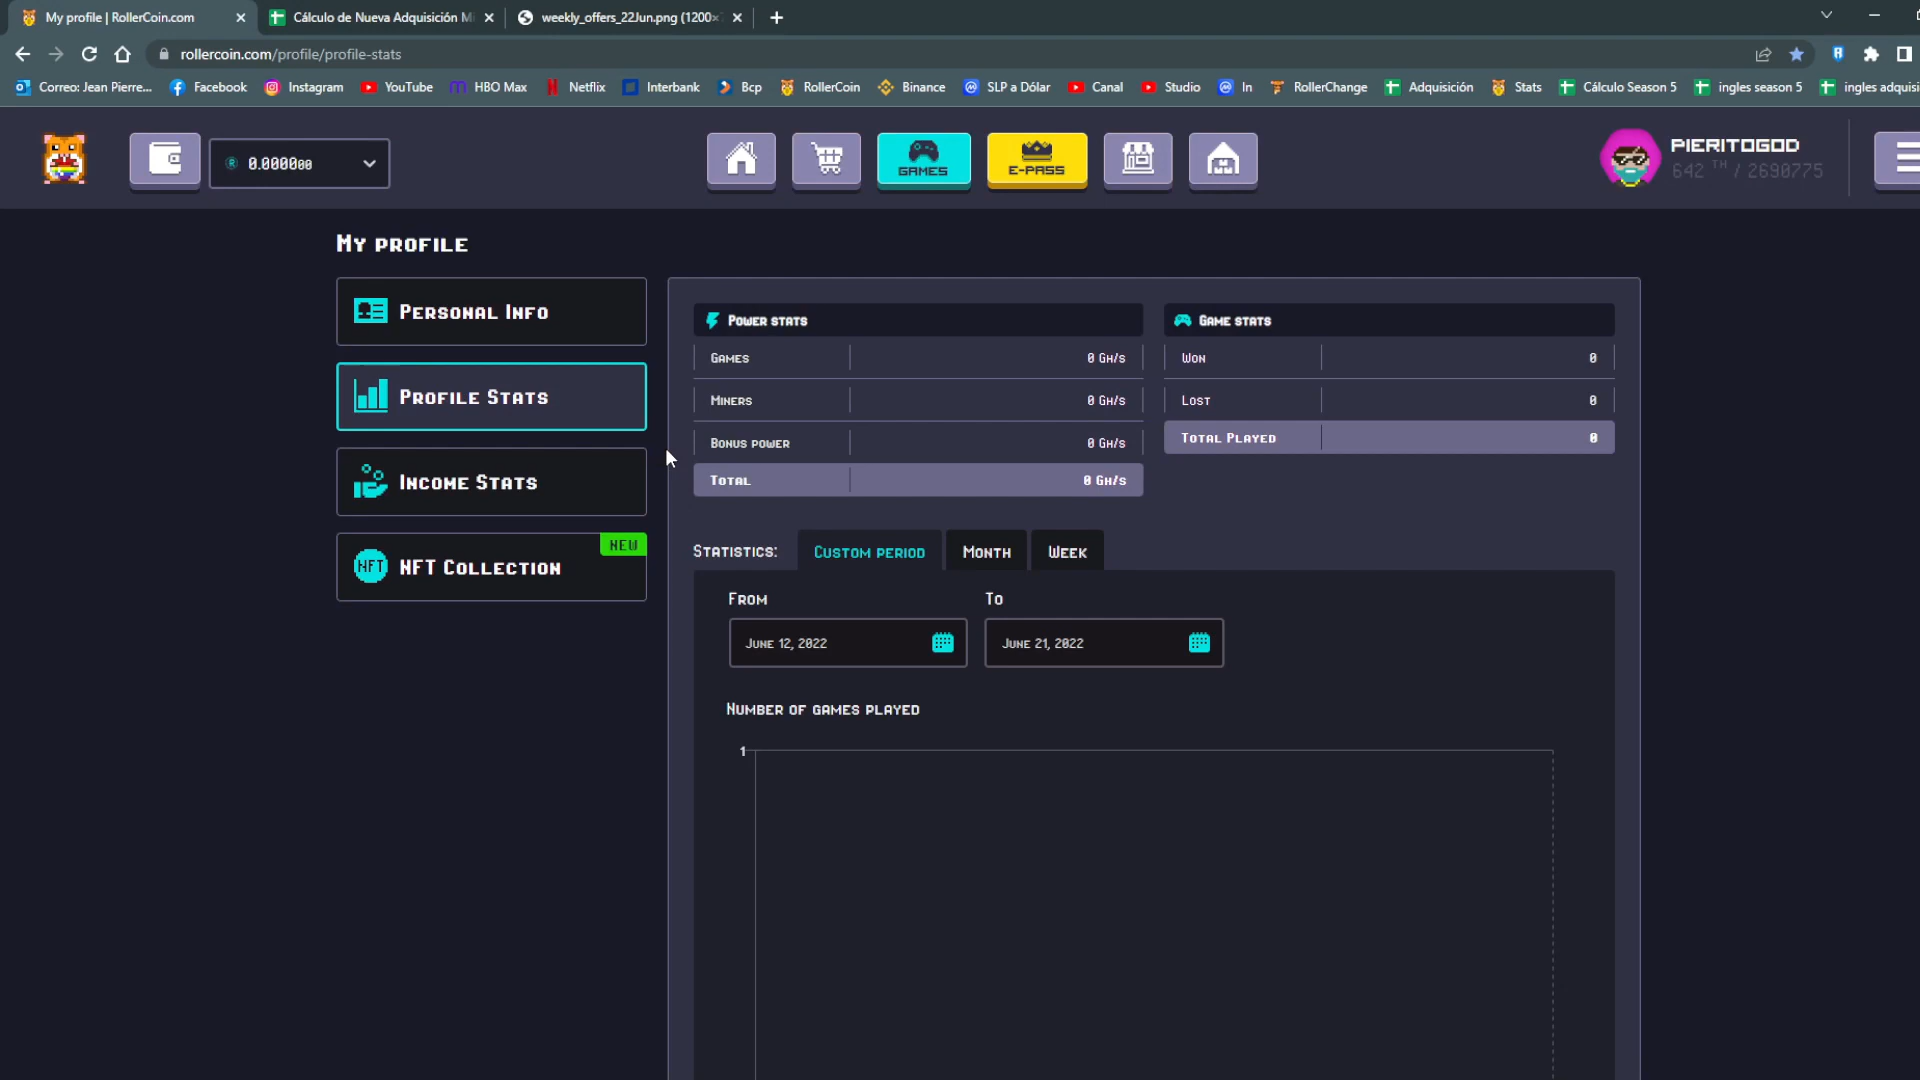 My profile | RollerCoin.com
Cálculo de Nueva Adquisición Mi
weekly_offers_22Jun.png (1200×
rollercoin.com/profile/profile-stats
Correo: Jean Pierre... Facebook Instagram YouTube HBO Max Netflix Interbank Bcp RollerCoin Binance SLP a Dólar Canal Studio In RollerChange Adquisición Stats Cálculo Season 5 ingles season 5 ingles adquisi
0.000000
GAMES
E-PASS
PIERITOGOD
642 TH / 2690775
My profile
Personal Info
Profile Stats
Income Stats
NFT NFT Collection NEW
Power stats
Games 0 Gh/s
Miners 0 Gh/s
Bonus power 0 Gh/s
Total 0 Gh/s
Game stats
Won 0
Lost 0
Total Played 0
Statistics: Custom period Month Week
From To
June 12, 2022 June 21, 2022
Number of games played
1